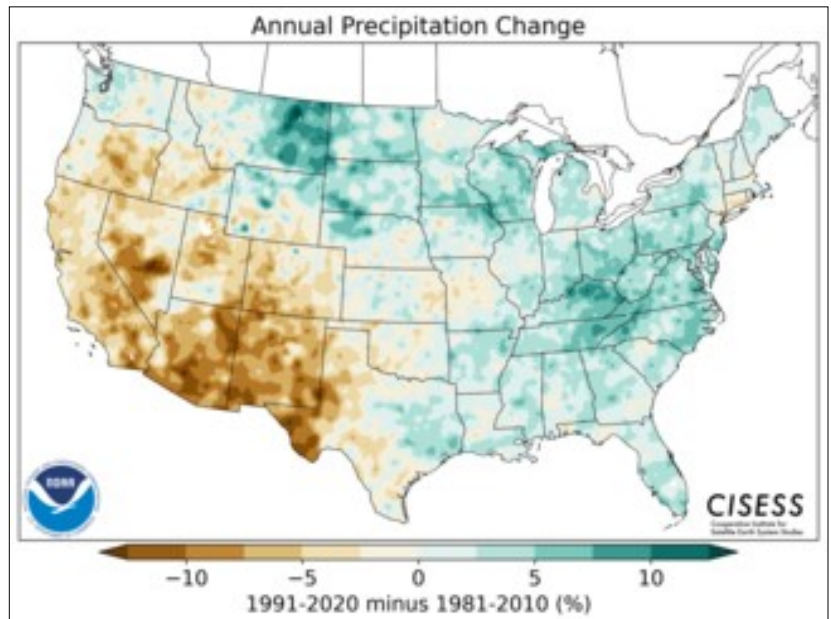 Annual Precipitation Change
NOAA
CISESS
Cooperative Institute for
Satellite Earth System Studies
−10 −5 0 5 10
1991-2020 minus 1981-2010 (%)